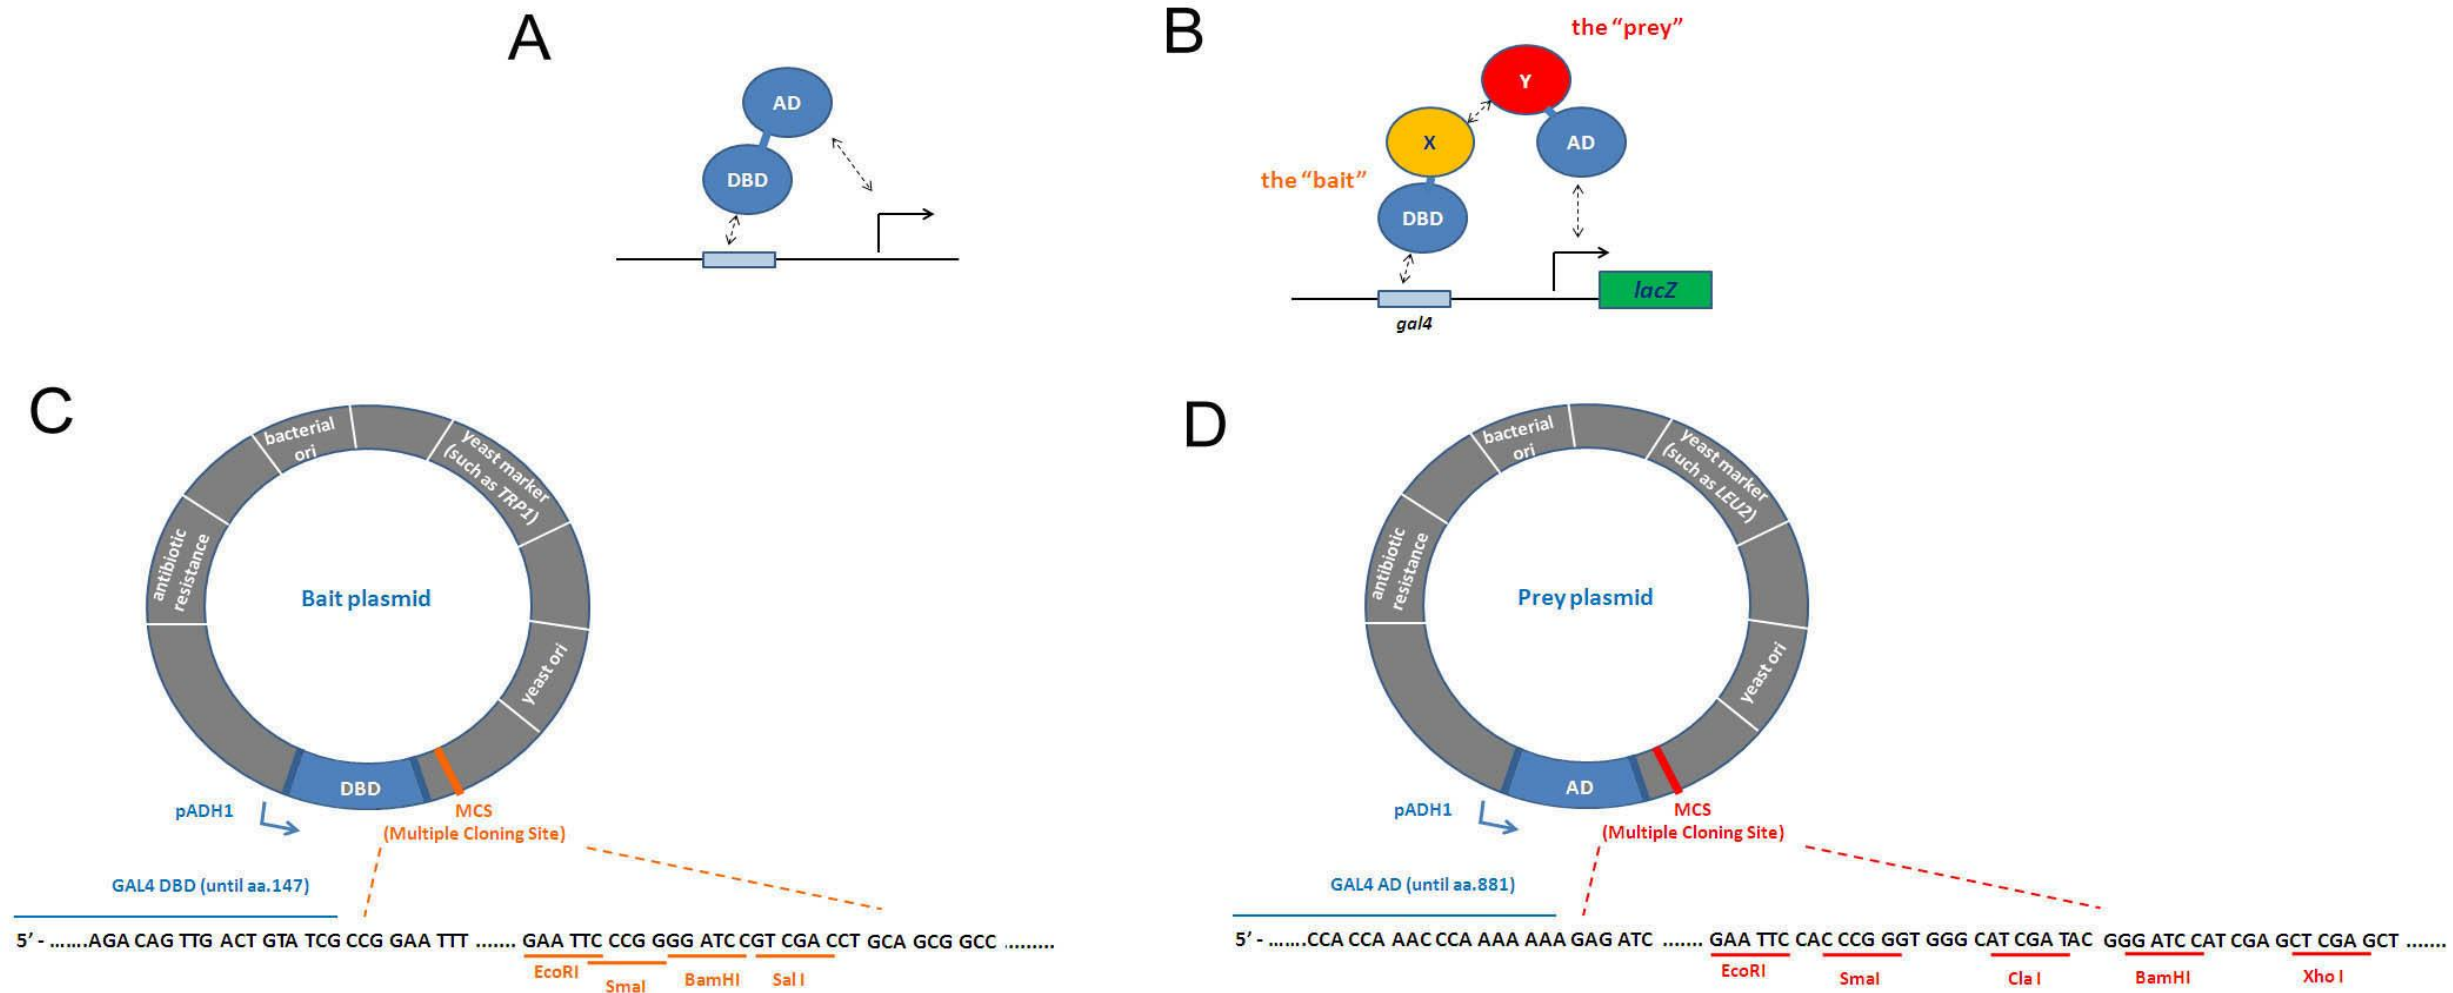 A
AD
DBD
B
the “prey”
Y
X
AD
the “bait”
DBD
lacZ
gal4
C
bacterial
ori
yeast marker
(such as TRP1)
antibiotic
resistance
Bait plasmid
yeast ori
DBD
pADH1
MCS
(Multiple Cloning Site)
GAL4 DBD (until aa.147)
5’ - .......AGA CAG TTG ACT GTA TCG CCG GAA TTT ....... GAA TTC CCG GGG ATC CGT CGA CCT GCA GCG GCC .........
EcoRI
SmaI
BamHI
Sal I
D
bacterial
ori
yeast marker
(such as LEU2)
antibiotic
resistance
Prey plasmid
yeast ori
AD
pADH1
MCS
(Multiple Cloning Site)
GAL4 AD (until aa.881)
5’ - .......CCA CCA AAC CCA AAA AAA GAG ATC ....... GAA TTC CAC CCG GGT GGG CAT CGA TAC GGG ATC CAT CGA GCT CGA GCT .......
EcoRI
SmaI
Cla I
BamHI
Xho I